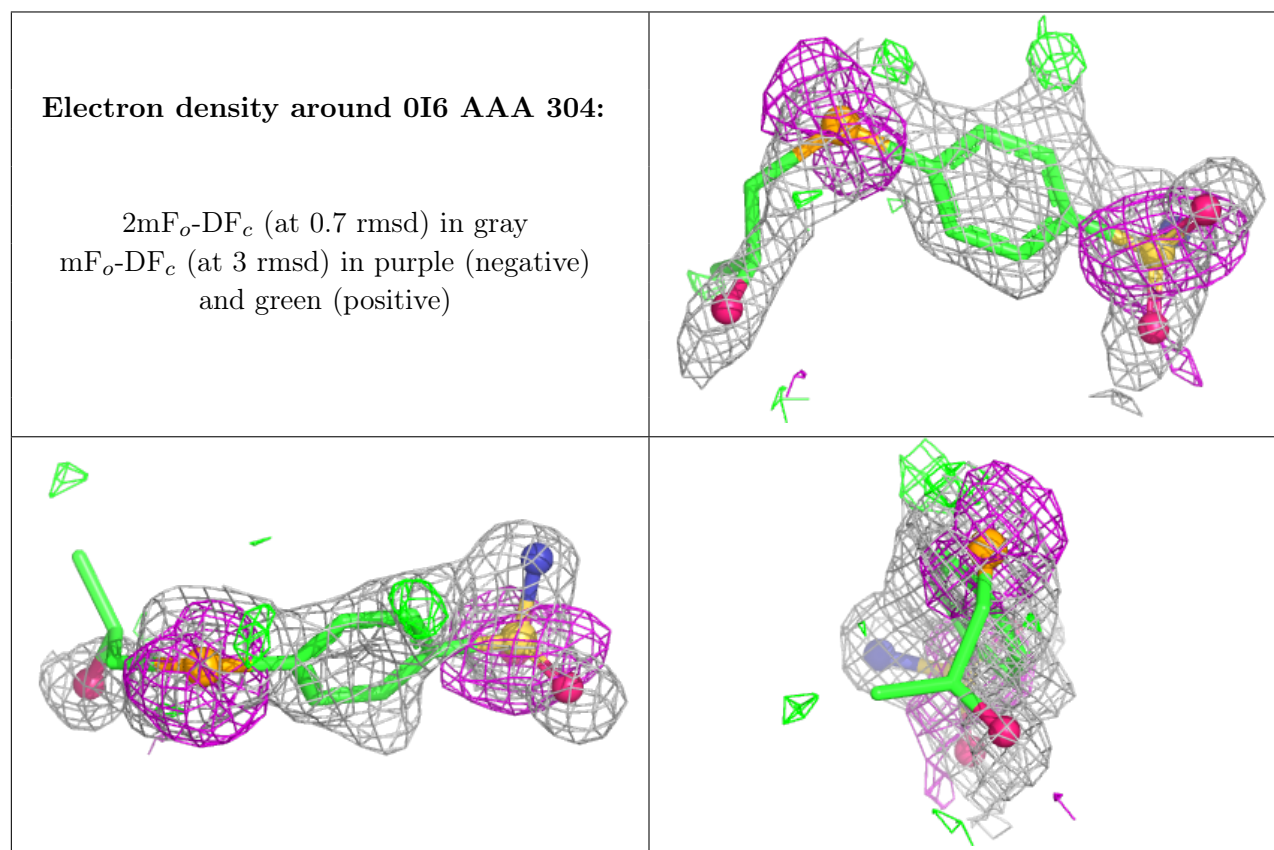 Electron density around 0I6 AAA 304:
2mFo-DFc (at 0.7 rmsd) in gray
mFo-DFc (at 3 rmsd) in purple (negative)
and green (positive)